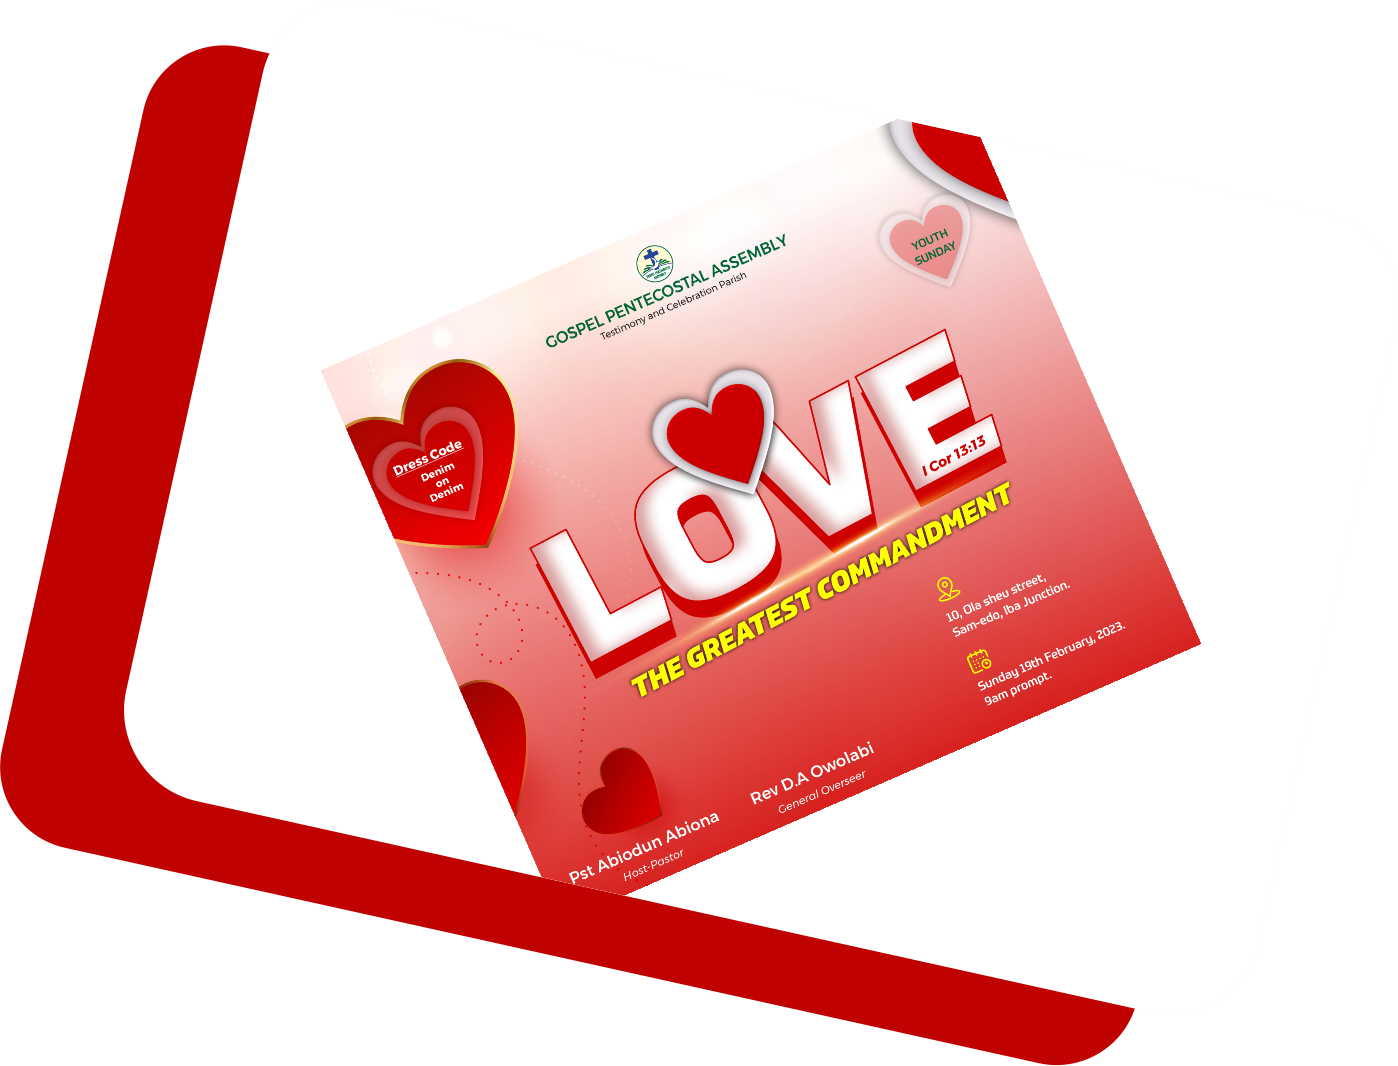 GOSPEL PENTECOSTAL ASSEMBLY
Testimony and Celebration Parish
YOUTH
SUNDAY
Dress Code
Denim
on
Denim
LOVE
I Cor 13:13
THE GREATEST COMMANDMENT
10, Ola sheu street,
Sam-edo, Iba Junction.
Sunday 19th February, 2023.
9am prompt.
Rev D.A Owolabi
General Overseer
Pst Abiodun Abiona
Host-Pastor